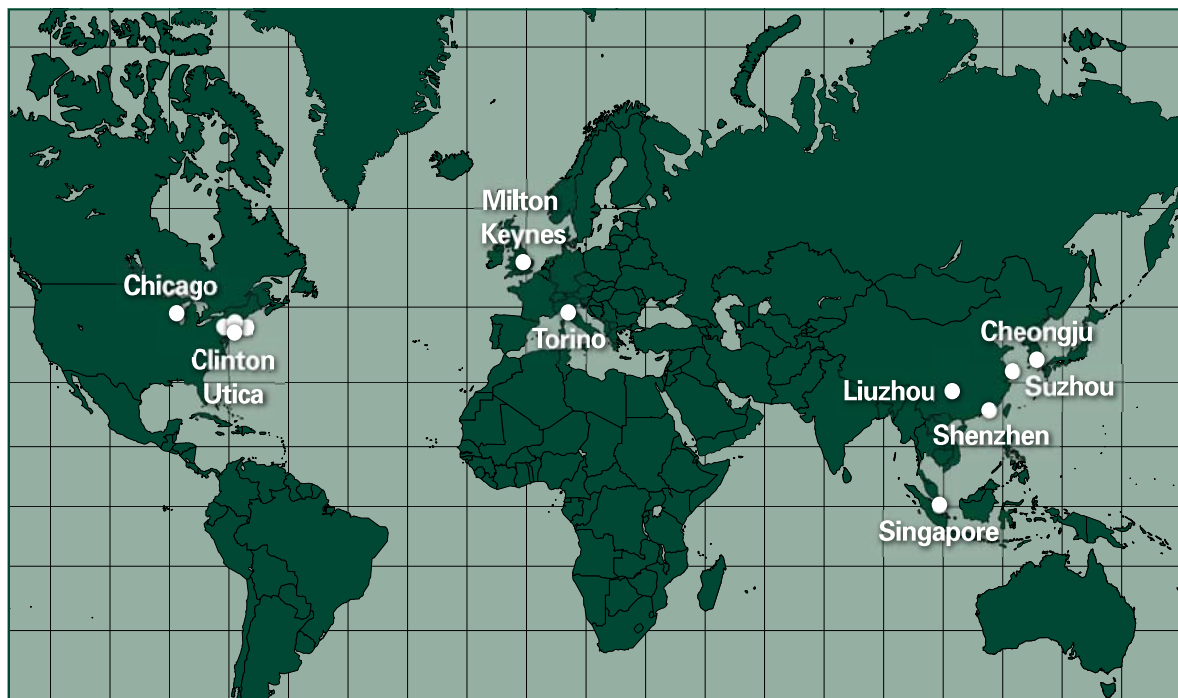 Milton
Keynes
Chicago
Torino
Clinton
Utica
Cheongju
Liuzhou
Suzhou
Shenzhen
Singapore